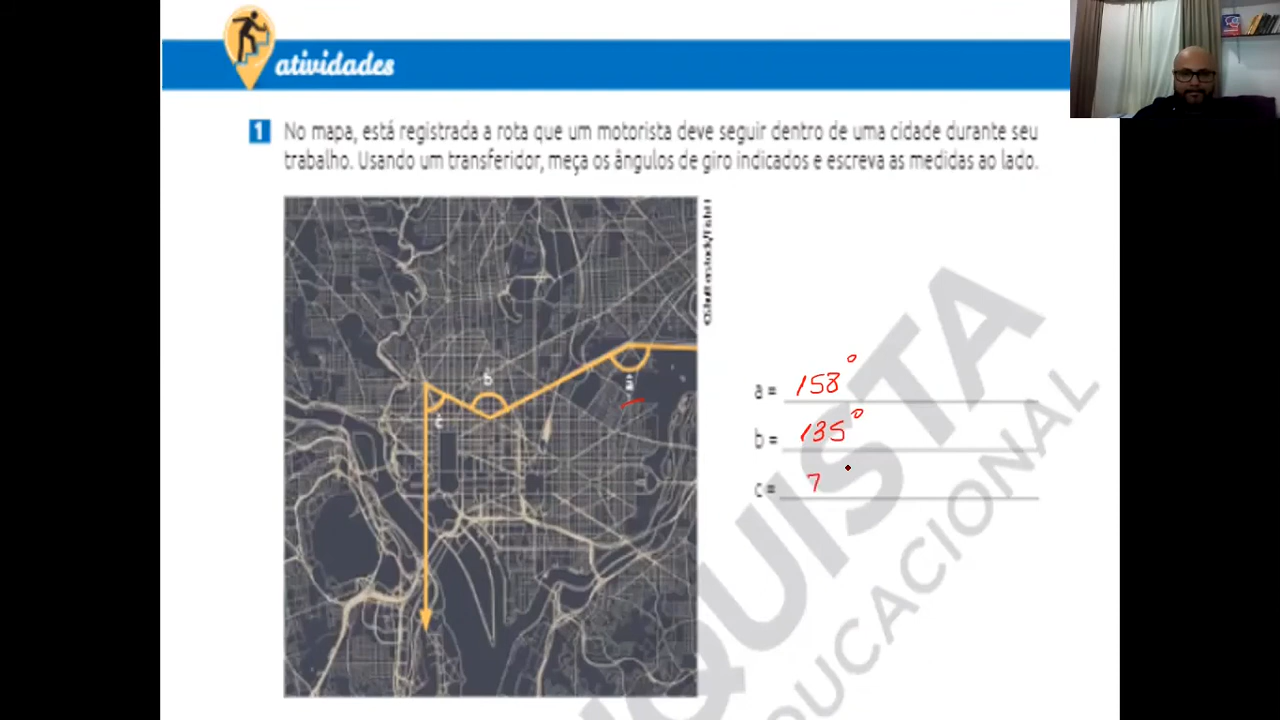 atividades
1 No mapa, está registrada a rota que um motorista deve seguir dentro de uma cidade durante seu
trabalho. Usando um transferidor, meça os ângulos de giro indicados e escreva as medidas ao lado.
b
c
a = 158°
b = 135°
c = 7
QUISTA
EDUCACIONAL